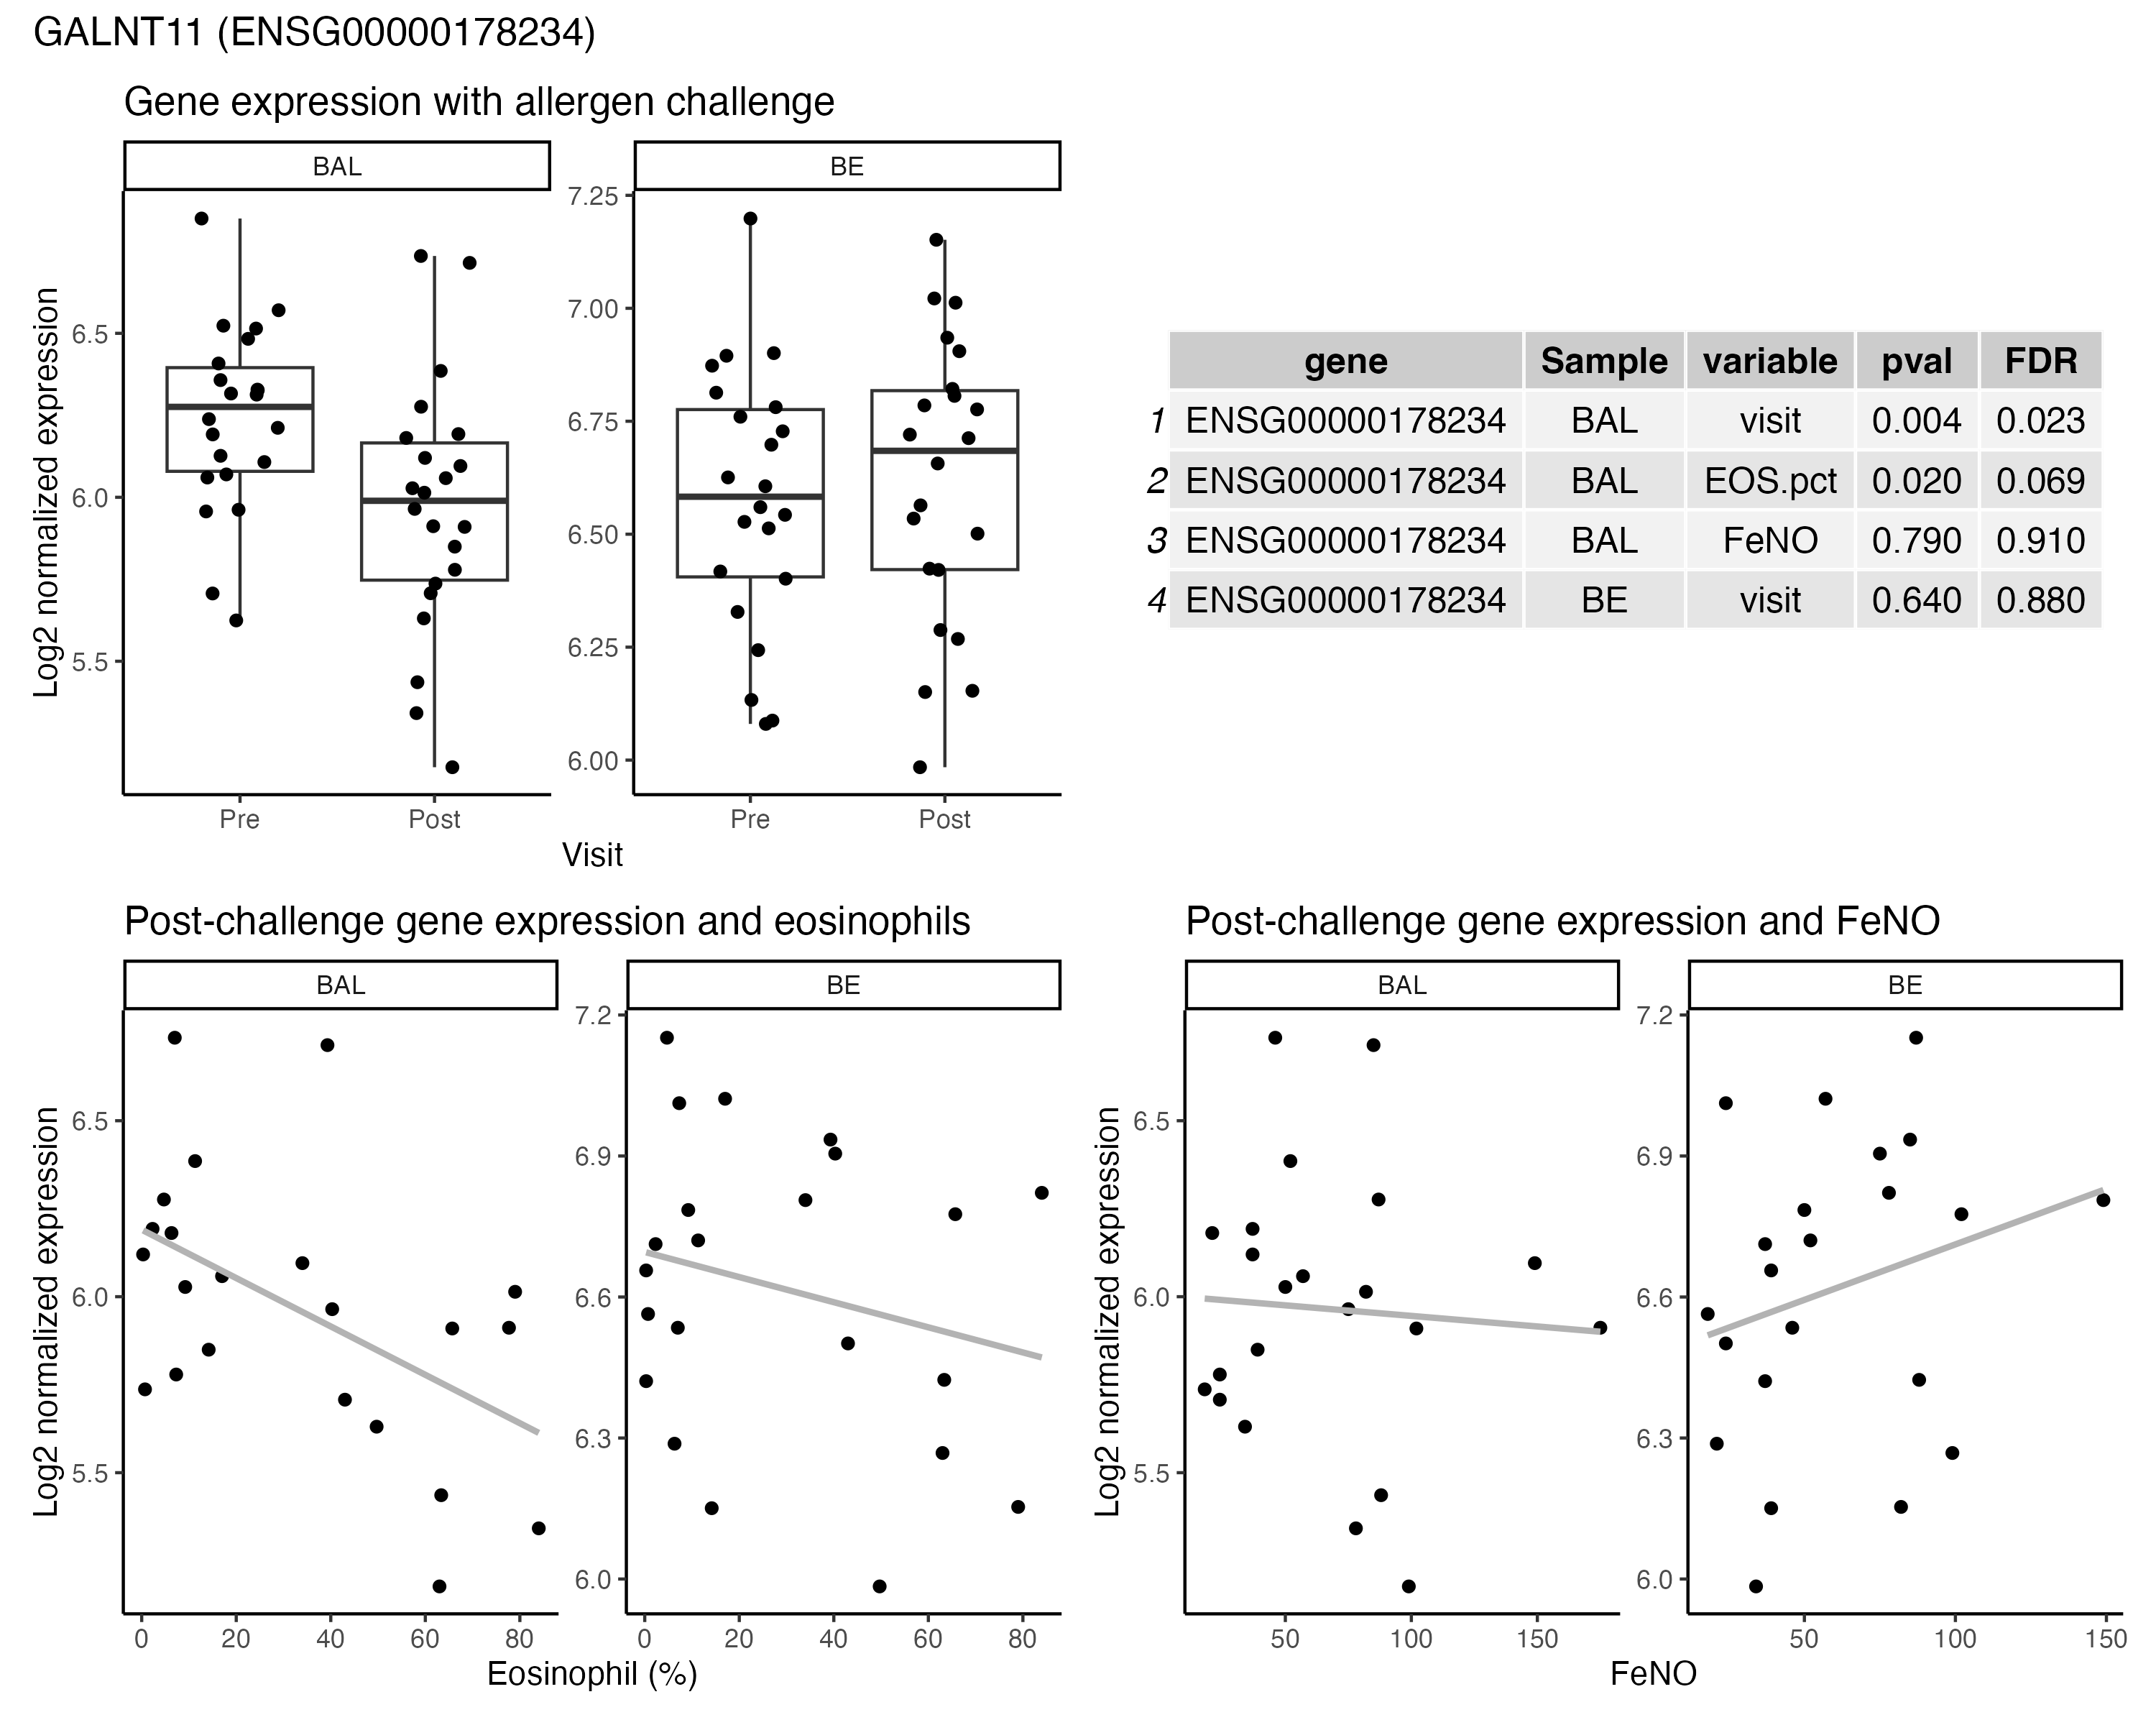 GALNT11 (ENSG00000178234)
Gene expression with allergen challenge
BAL
BE
Log2 normalized expression
6.5
6.0
5.5
7.25
7.00
6.75
6.50
6.25
6.00
Pre
Post
Pre
Post
Visit
gene Sample variable pval FDR
1 ENSG00000178234 BAL visit 0.004 0.023
2 ENSG00000178234 BAL EOS.pct 0.020 0.069
3 ENSG00000178234 BAL FeNO 0.790 0.910
4 ENSG00000178234 BE visit 0.640 0.880
Post-challenge gene expression and eosinophils
BAL
BE
Log2 normalized expression
6.5
6.0
5.5
7.2
6.9
6.6
6.3
6.0
0 20 40 60 80
0 20 40 60 80
Eosinophil (%)
Post-challenge gene expression and FeNO
BAL
BE
Log2 normalized expression
6.5
6.0
5.5
7.2
6.9
6.6
6.3
6.0
50 100 150
50 100 150
FeNO